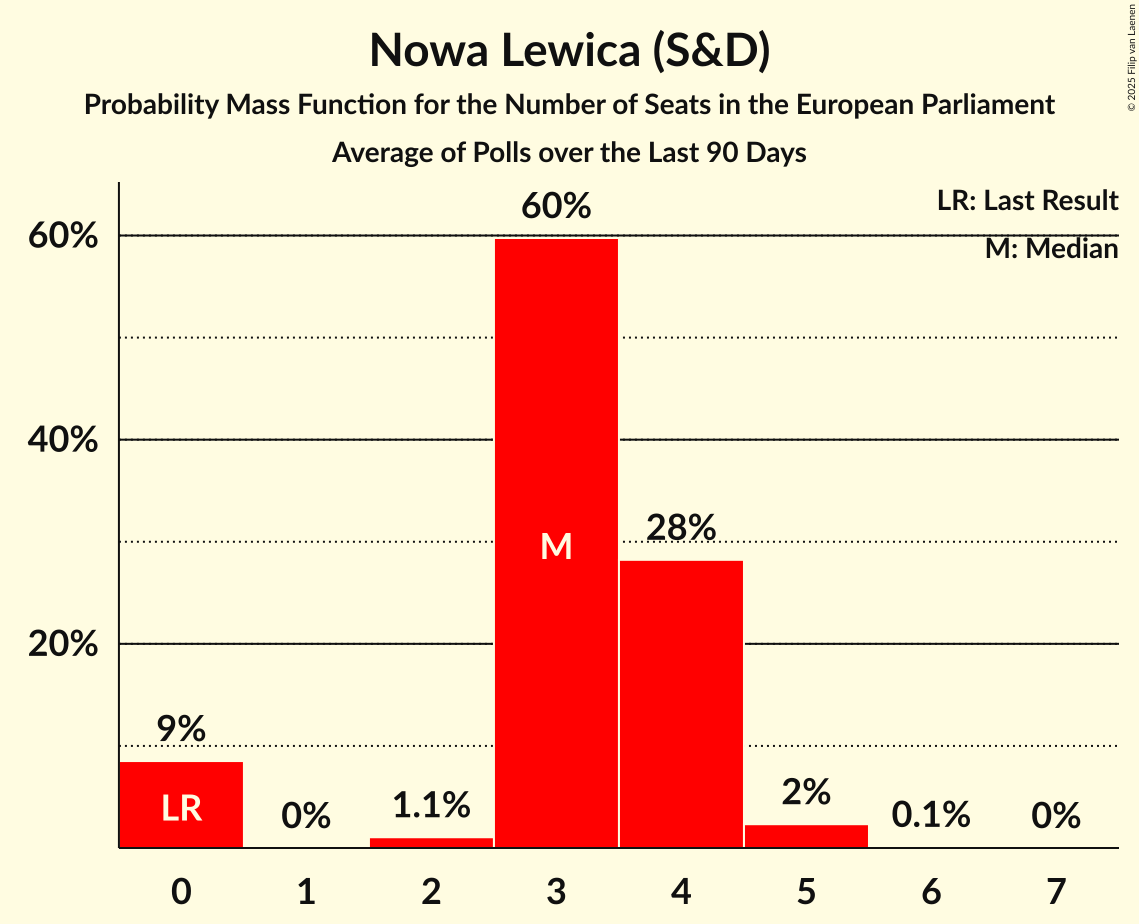 Nowa Lewica (S&D)
Probability Mass Function for the Number of Seats in the European Parliament
Average of Polls over the Last 90 Days
© 2025 Filip van Laenen
LR: Last Result
M: Median
60%
40%
20%
9%
0%
1.1%
60%
28%
2%
0.1%
0%
LR
M
0 1 2 3 4 5 6 7